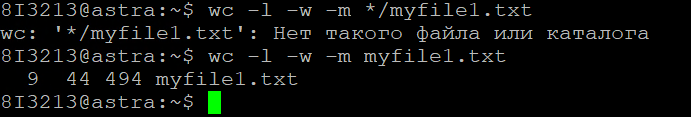 8I3213@astra:~$ wc -l -w -m */myfile1.txt
wc: '*/myfile1.txt': Нет такого файла или каталога
8I3213@astra:~$ wc -l -w -m myfile1.txt
  9  44 494 myfile1.txt
8I3213@astra:~$